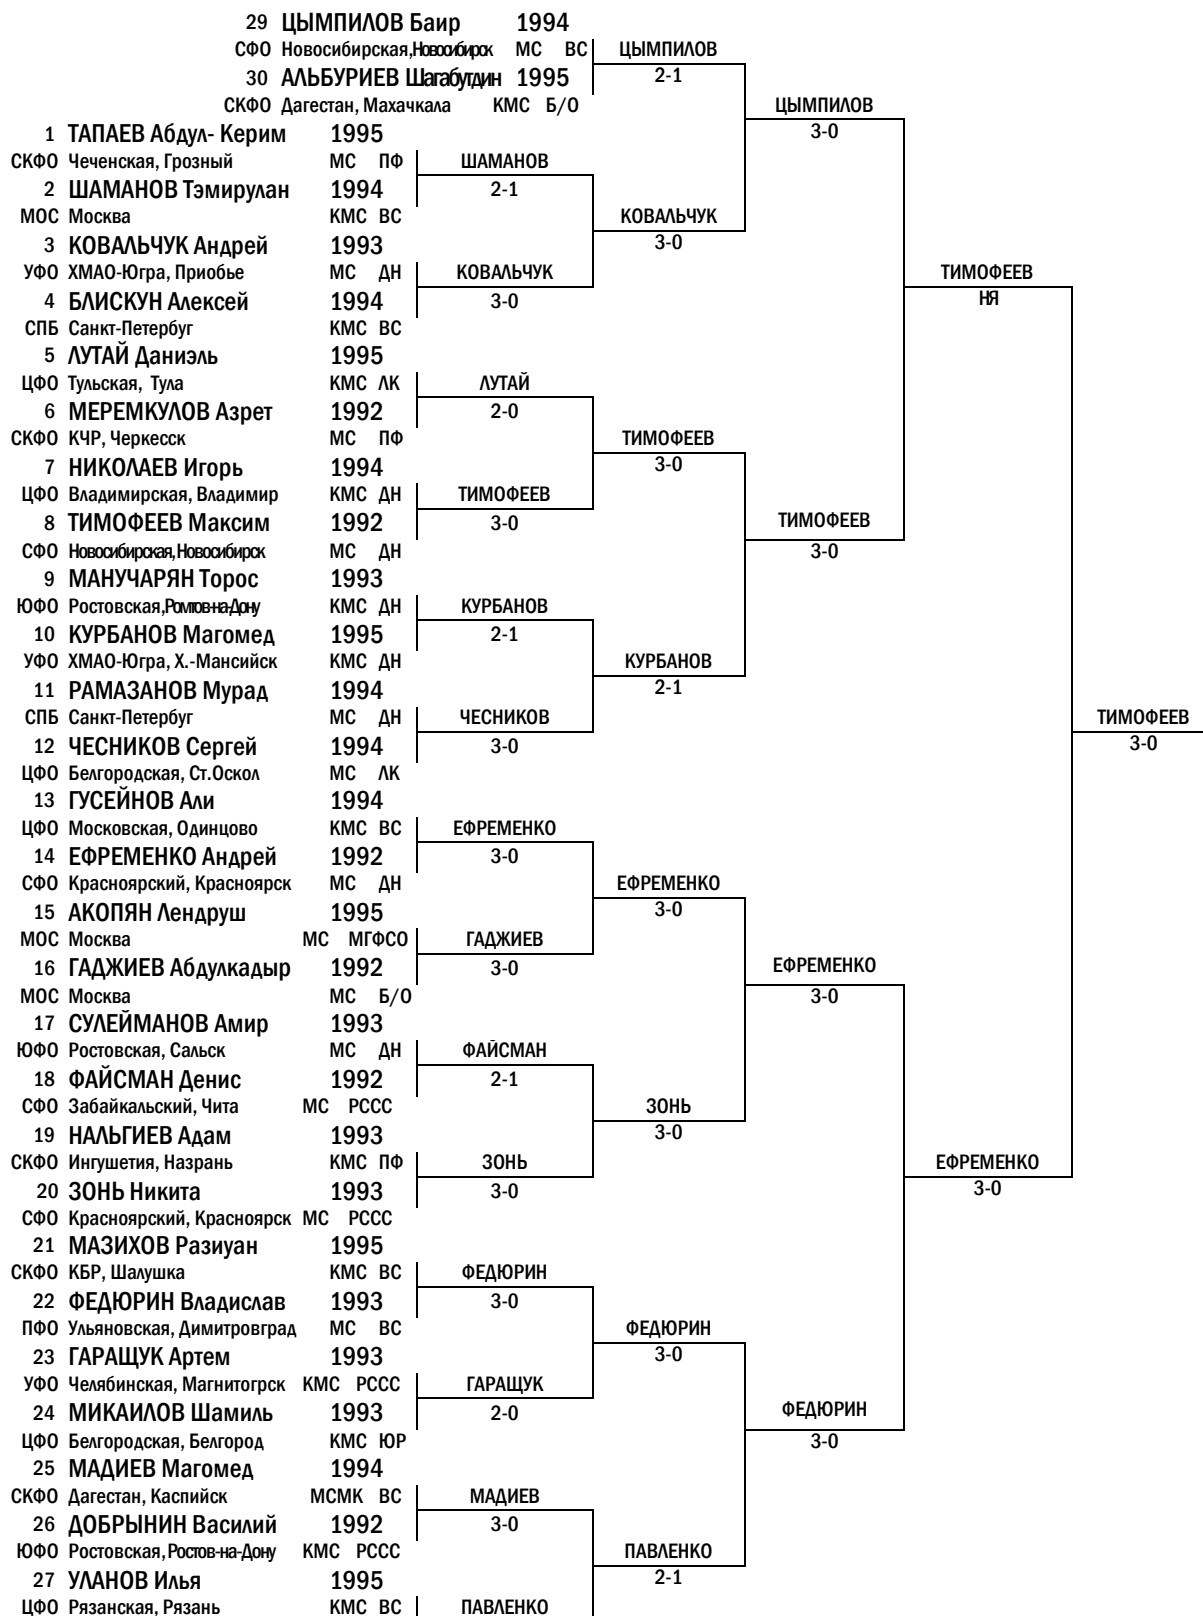 29 ЦЫМПИЛОВ Баир 1994
СФО Новосибирская,Новосибирск МС ВС ЦЫМПИЛОВ
30 АЛЬБУРИЕВ Шагабутдин 1995 2-1
СКФО Дагестан, Махачкала КМС Б/О ЦЫМПИЛОВ
1 ТАПАЕВ Абдул- Керим 1995 3-0
СКФО Чеченская, Грозный МС ПФ ШАМАНОВ
2 ШАМАНОВ Тэмирулан 1994 2-1
МОС Москва КМС ВС КОВАЛЬЧУК
3 КОВАЛЬЧУК Андрей 1993 3-0
УФО ХМАО-Югра, Приобье МС ДН КОВАЛЬЧУК ТИМОФЕЕВ
4 БЛИСКУН Алексей 1994 3-0 НЯ
СПБ Санкт-Петербуг КМС ВС
5 ЛУТАЙ Даниэль 1995
ЦФО Тульская, Тула КМС ЛК ЛУТАЙ
6 МЕРЕМКУЛОВ Азрет 1992 2-0
СКФО КЧР, Черкесск МС ПФ ТИМОФЕЕВ
7 НИКОЛАЕВ Игорь 1994 3-0
ЦФО Владимирская, Владимир КМС ДН ТИМОФЕЕВ
8 ТИМОФЕЕВ Максим 1992 3-0 ТИМОФЕЕВ
СФО Новосибирская,Новосибирск МС ДН 3-0
9 МАНУЧАРЯН Торос 1993
ЮФО Ростовская,Ромтов-на-Дону КМС ДН КУРБАНОВ
10 КУРБАНОВ Магомед 1995 2-1
УФО ХМАО-Югра, Х.-Мансийск КМС ДН КУРБАНОВ
11 РАМАЗАНОВ Мурад 1994 2-1
СПБ Санкт-Петербуг МС ДН ЧЕСНИКОВ ТИМОФЕЕВ
12 ЧЕСНИКОВ Сергей 1994 3-0 3-0
ЦФО Белгородская, Ст.Оскол МС ЛК
13 ГУСЕЙНОВ Али 1994
ЦФО Московская, Одинцово КМС ВС ЕФРЕМЕНКО
14 ЕФРЕМЕНКО Андрей 1992 3-0
СФО Красноярский, Красноярск МС ДН ЕФРЕМЕНКО
15 АКОПЯН Лендруш 1995 3-0
МОС Москва МС МГФСО ГАДЖИЕВ
16 ГАДЖИЕВ Абдулкадыр 1992 3-0 ЕФРЕМЕНКО
МОС Москва МС Б/О 3-0
17 СУЛЕЙМАНОВ Амир 1993
ЮФО Ростовская, Сальск МС ДН ФАЙСМАН
18 ФАЙСМАН Денис 1992 2-1
СФО Забайкальский, Чита МС РССС ЗОНЬ
19 НАЛЬГИЕВ Адам 1993 3-0
СКФО Ингушетия, Назрань КМС ПФ ЗОНЬ ЕФРЕМЕНКО
20 ЗОНЬ Никита 1993 3-0 3-0
СФО Красноярский, Красноярск МС РССС
21 МАЗИХОВ Разиуан 1995
СКФО КБР, Шалушка КМС ВС ФЕДЮРИН
22 ФЕДЮРИН Владислав 1993 3-0
ПФО Ульяновская, Димитровград МС ВС ФЕДЮРИН
23 ГАРАЩУК Артем 1993 3-0
УФО Челябинская, Магнитогрск КМС РССС ГАРАЩУК
24 МИКАИЛОВ Шамиль 1993 2-0 ФЕДЮРИН
ЦФО Белгородская, Белгород КМС ЮР 3-0
25 МАДИЕВ Магомед 1994
СКФО Дагестан, Каспийск МСМК ВС МАДИЕВ
26 ДОБРЫНИН Василий 1992 3-0
ЮФО Ростовская,Ростов-на-Дону КМС РССС ПАВЛЕНКО
27 УЛАНОВ Илья 1995 2-1
ЦФО Рязанская, Рязань КМС ВС ПАВЛЕНКО